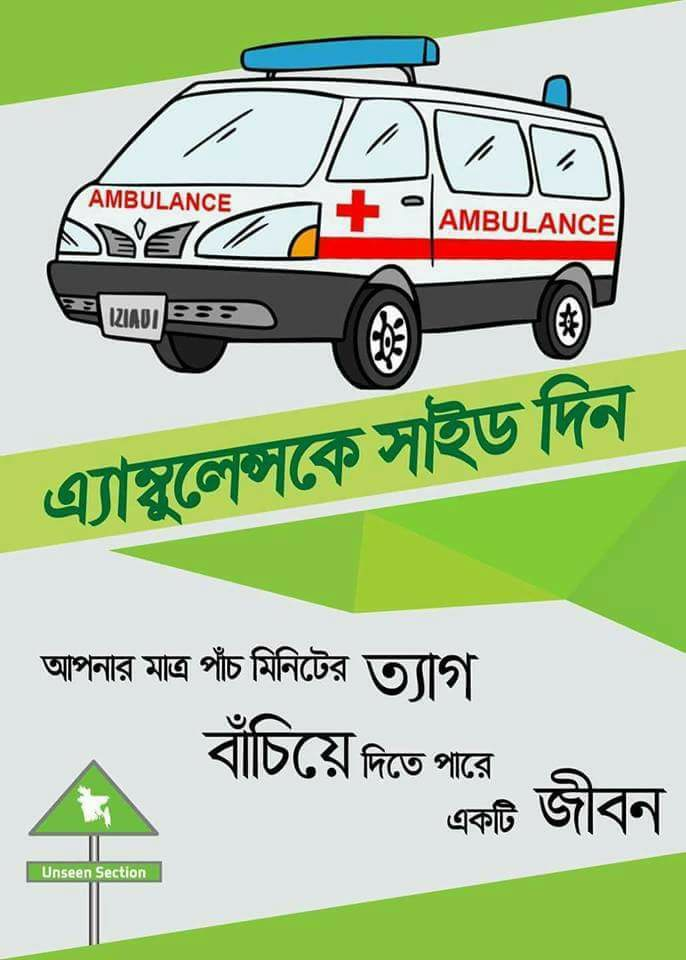 AMBULANCE
AMBULANCE
এ্যাম্বুলেন্সকে সাইড দিন
আপনার মাত্র পাঁচ মিনিটের ত্যাগ
বাঁচিয়ে দিতে পারে
একটি জীবন
Unseen Section